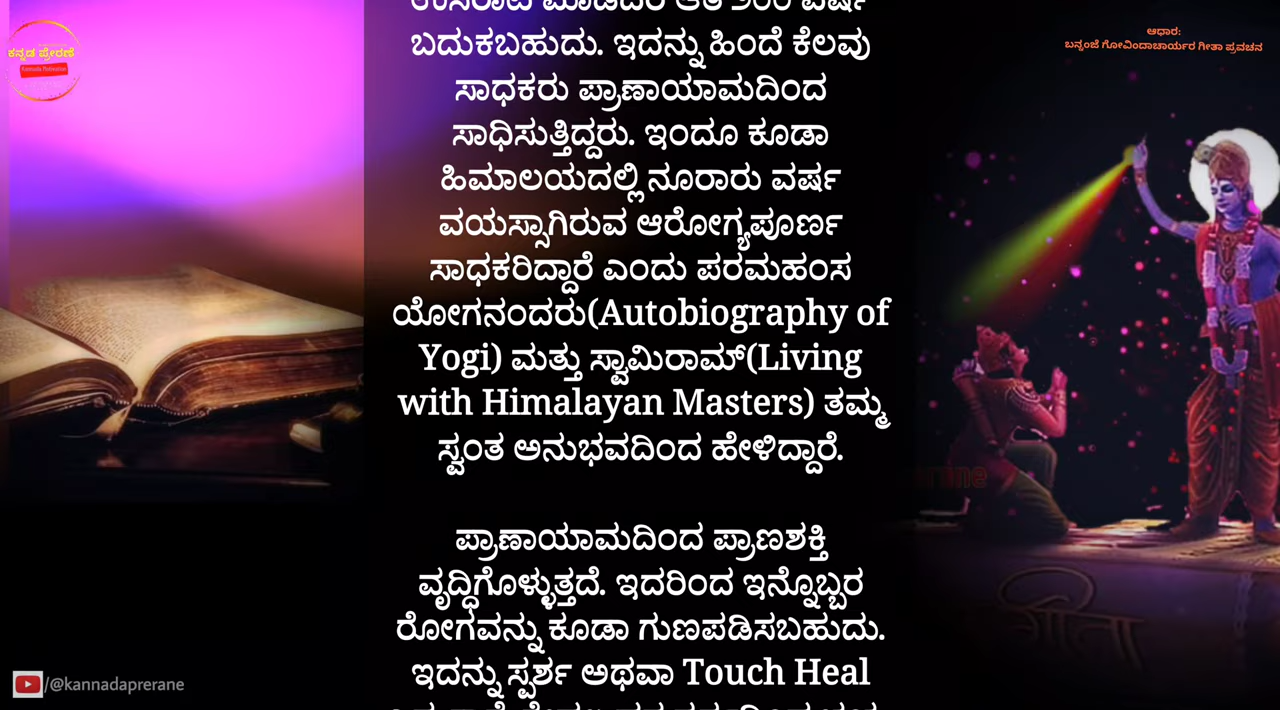 ಬದುಕಬಹುದು. ಇದನ್ನು ಹಿಂದೆ ಕೆಲವು
ಸಾಧಕರು ಪ್ರಾಣಾಯಾಮದಿಂದ
ಸಾಧಿಸುತ್ತಿದ್ದರು. ಇಂದೂ ಕೂಡಾ
ಹಿಮಾಲಯದಲ್ಲಿ ನೂರಾರು ವರ್ಷ
ವಯಸ್ಸಾಗಿರುವ ಆರೋಗ್ಯಪೂರ್ಣ
ಸಾಧಕರಿದ್ದಾರೆ ಎಂದು ಪರಮಹಂಸ
ಯೋಗನಂದರು(Autobiography of
Yogi) ಮತ್ತು ಸ್ವಾಮಿರಾಮ್(Living
with Himalayan Masters) ತಮ್ಮ
ಸ್ವಂತ ಅನುಭವದಿಂದ ಹೇಳಿದ್ದಾರೆ.
ಪ್ರಾಣಾಯಾಮದಿಂದ ಪ್ರಾಣಶಕ್ತಿ
ವೃದ್ಧಿಗೊಳ್ಳುತ್ತದೆ. ಇದರಿಂದ ಇನ್ನೊಬ್ಬರ
ರೋಗವನ್ನು ಕೂಡಾ ಗುಣಪಡಿಸಬಹುದು.
ಇದನ್ನು ಸ್ಪರ್ಶ ಅಥವಾ Touch Heal
ಕನ್ನಡ ಪ್ರೇರಣೆ
ಆಧಾರ:
ಬನ್ನಂಜೆ ಗೋವಿಂದಾಚಾರ್ಯರ ಗೀತಾ ಪ್ರವಚನ
गीता
/@kannadaprerane